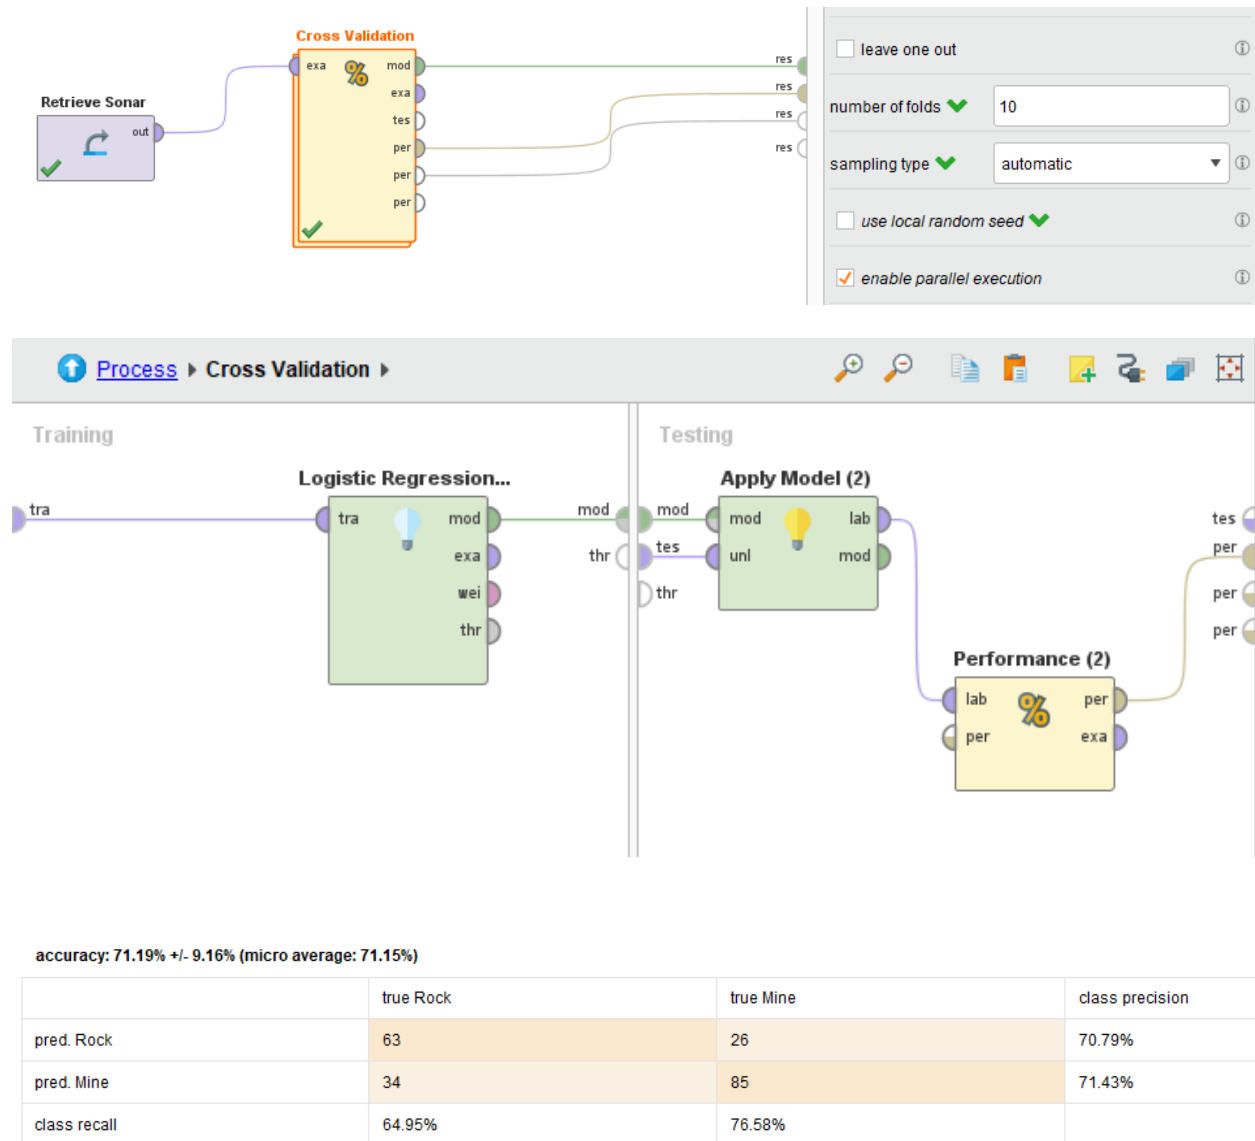 Cross Validation
exa mod
exa
tes
per
per
per
Retrieve Sonar
out
res
res
res
res
leave one out
number of folds 10
sampling type automatic
use local random seed
enable parallel execution
Process Cross Validation
Training
Testing
Logistic Regression...
tra
tra mod
exa
wei
thr
mod
thr
mod
tes
thr
Apply Model (2)
mod lab
unl mod
Performance (2)
lab per
per exa
tes
per
per
per
accuracy: 71.19% +/- 9.16% (micro average: 71.15%)
true Rock true Mine class precision
pred. Rock 63 26 70.79%
pred. Mine 34 85 71.43%
class recall 64.95% 76.58%